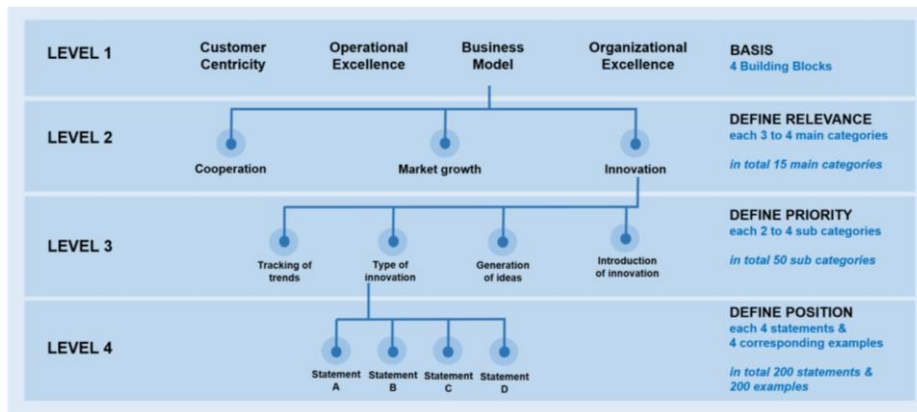 LEVEL 1
Customer
Centricity
Operational
Excellence
Business
Model
Organizational
Excellence
BASIS
4 Building Blocks
LEVEL 2
Cooperation
Market growth
Innovation
DEFINE RELEVANCE
each 3 to 4 main categories
in total 15 main categories
LEVEL 3
Tracking of
trends
Type of
innovation
Generation
of ideas
Introduction
of innovation
DEFINE PRIORITY
each 2 to 4 sub categories
in total 50 sub categories
LEVEL 4
Statement
A
Statement
B
Statement
C
Statement
D
DEFINE POSITION
each 4 statements &
4 corresponding examples
in total 200 statements &
200 examples